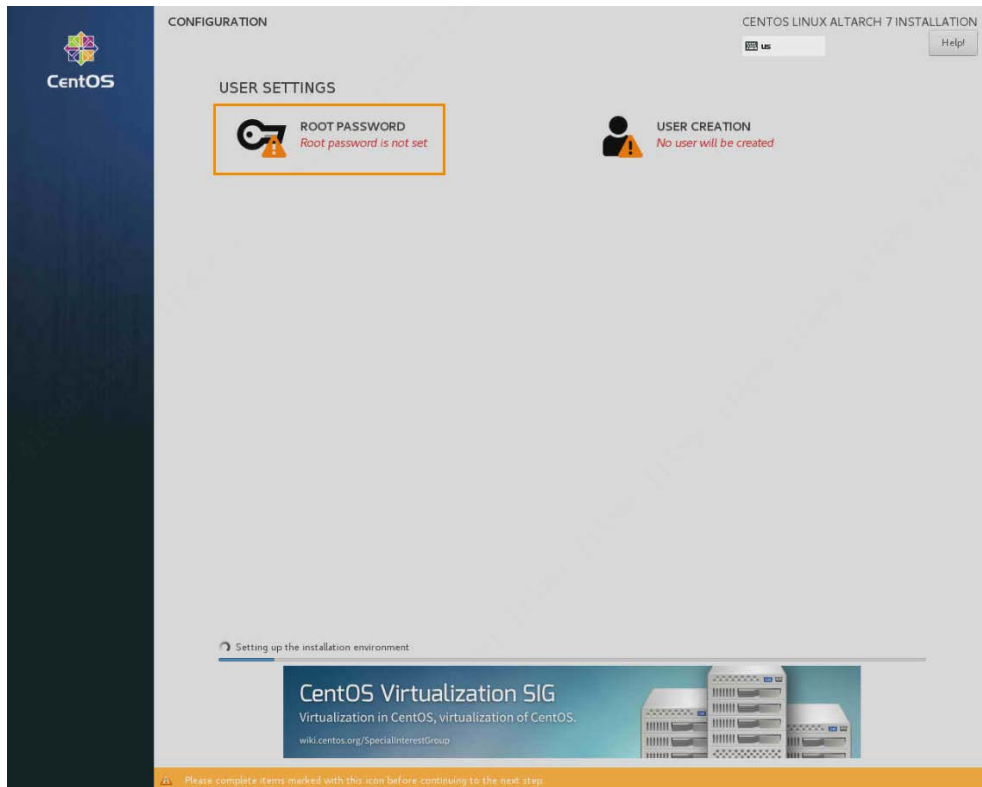 CONFIGURATION
CENTOS LINUX ALTARCH 7 INSTALLATION
us
Help!
CentOS
USER SETTINGS
ROOT PASSWORD
Root password is not set
USER CREATION
No user will be created
Setting up the installation environment
CentOS Virtualization SIG
Virtualization in CentOS, virtualization of CentOS.
wiki.centos.org/SpecialInterestGroup
Please complete items marked with this icon before continuing to the next step.